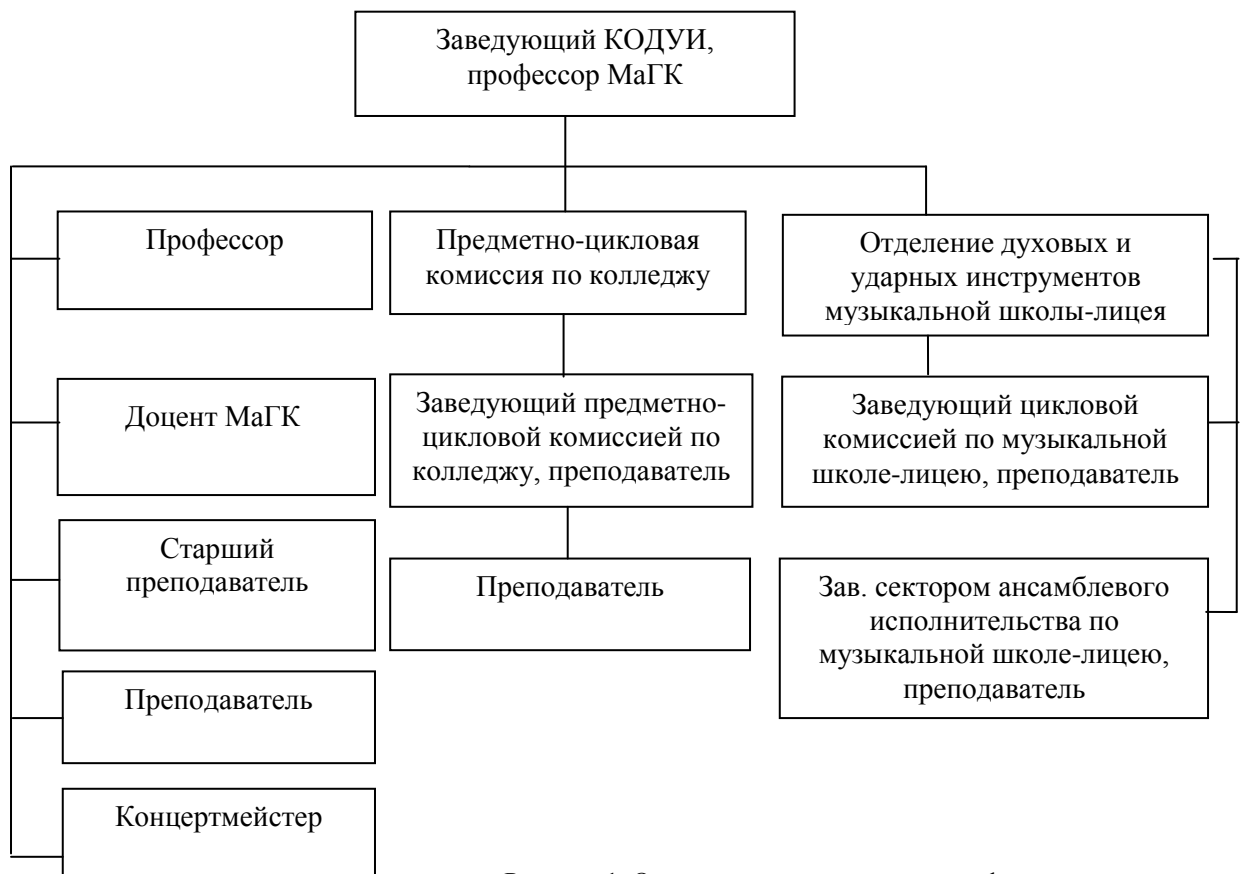 Заведующий КОДУИ,
профессор МаГК
Профессор
Предметно-цикловая
комиссия по колледжу
Отделение духовых и
ударных инструментов
музыкальной школы-лицея
Доцент МаГК
Заведующий предметно-
цикловой комиссией по
колледжу, преподаватель
Заведующий цикловой
комиссией по музыкальной
школе-лицею, преподаватель
Старший
преподаватель
Преподаватель
Зав. сектором ансамблевого
исполнительства по
музыкальной школе-лицею,
преподаватель
Преподаватель
Концертмейстер